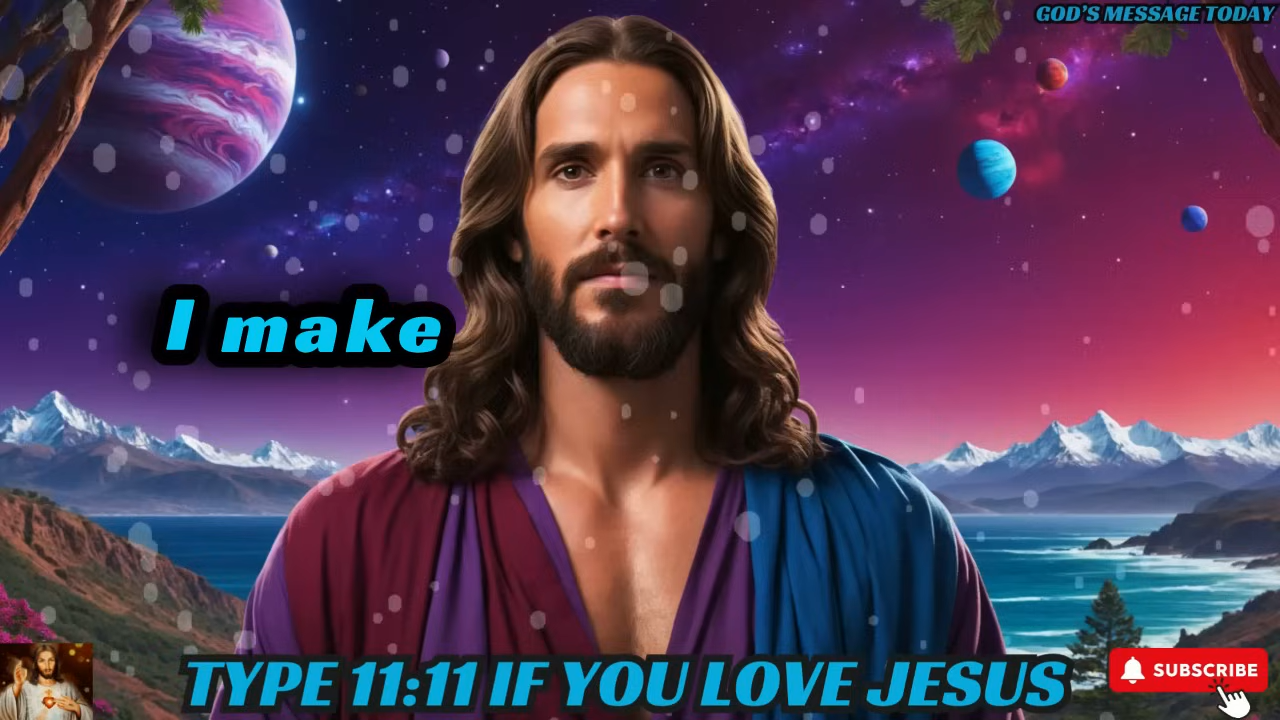 GOD'S MESSAGE TODAY
I make
TYPE 11:11 IF YOU LOVE JESUS
SUBSCRIBE